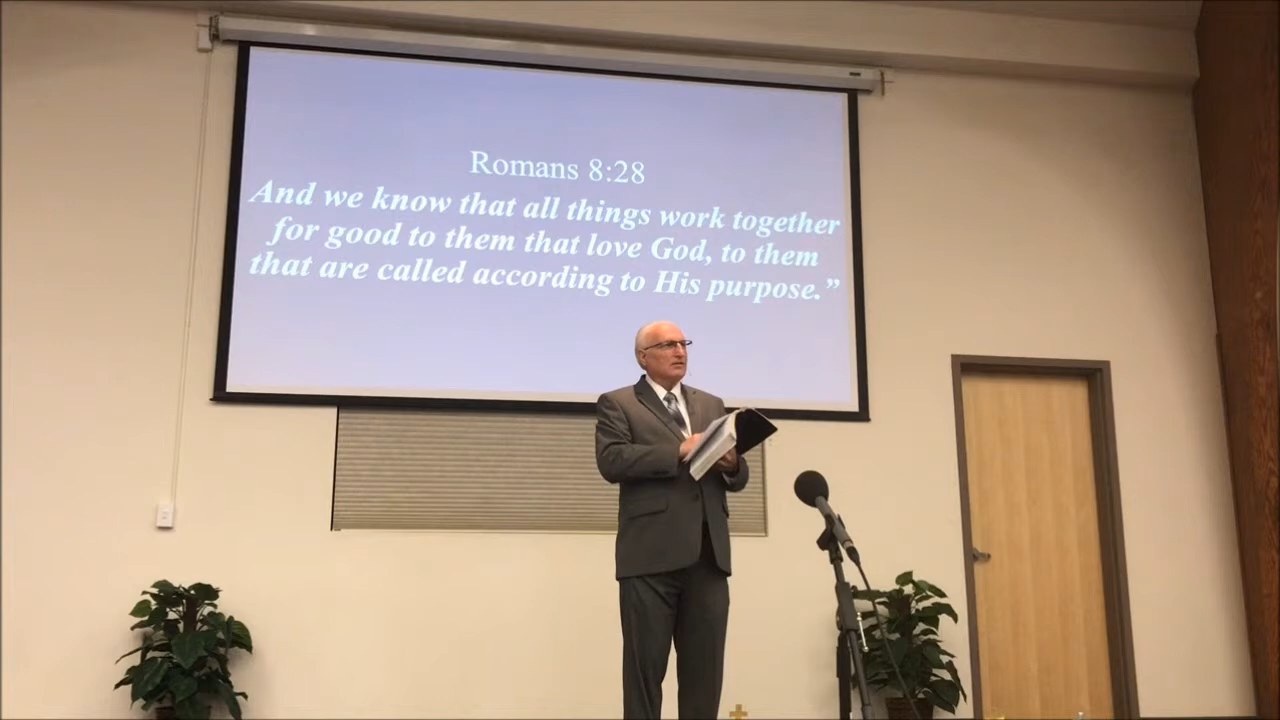 Romans 8:28
And we know that all things work together
for good to them that love God, to them
that are called according to His purpose.”